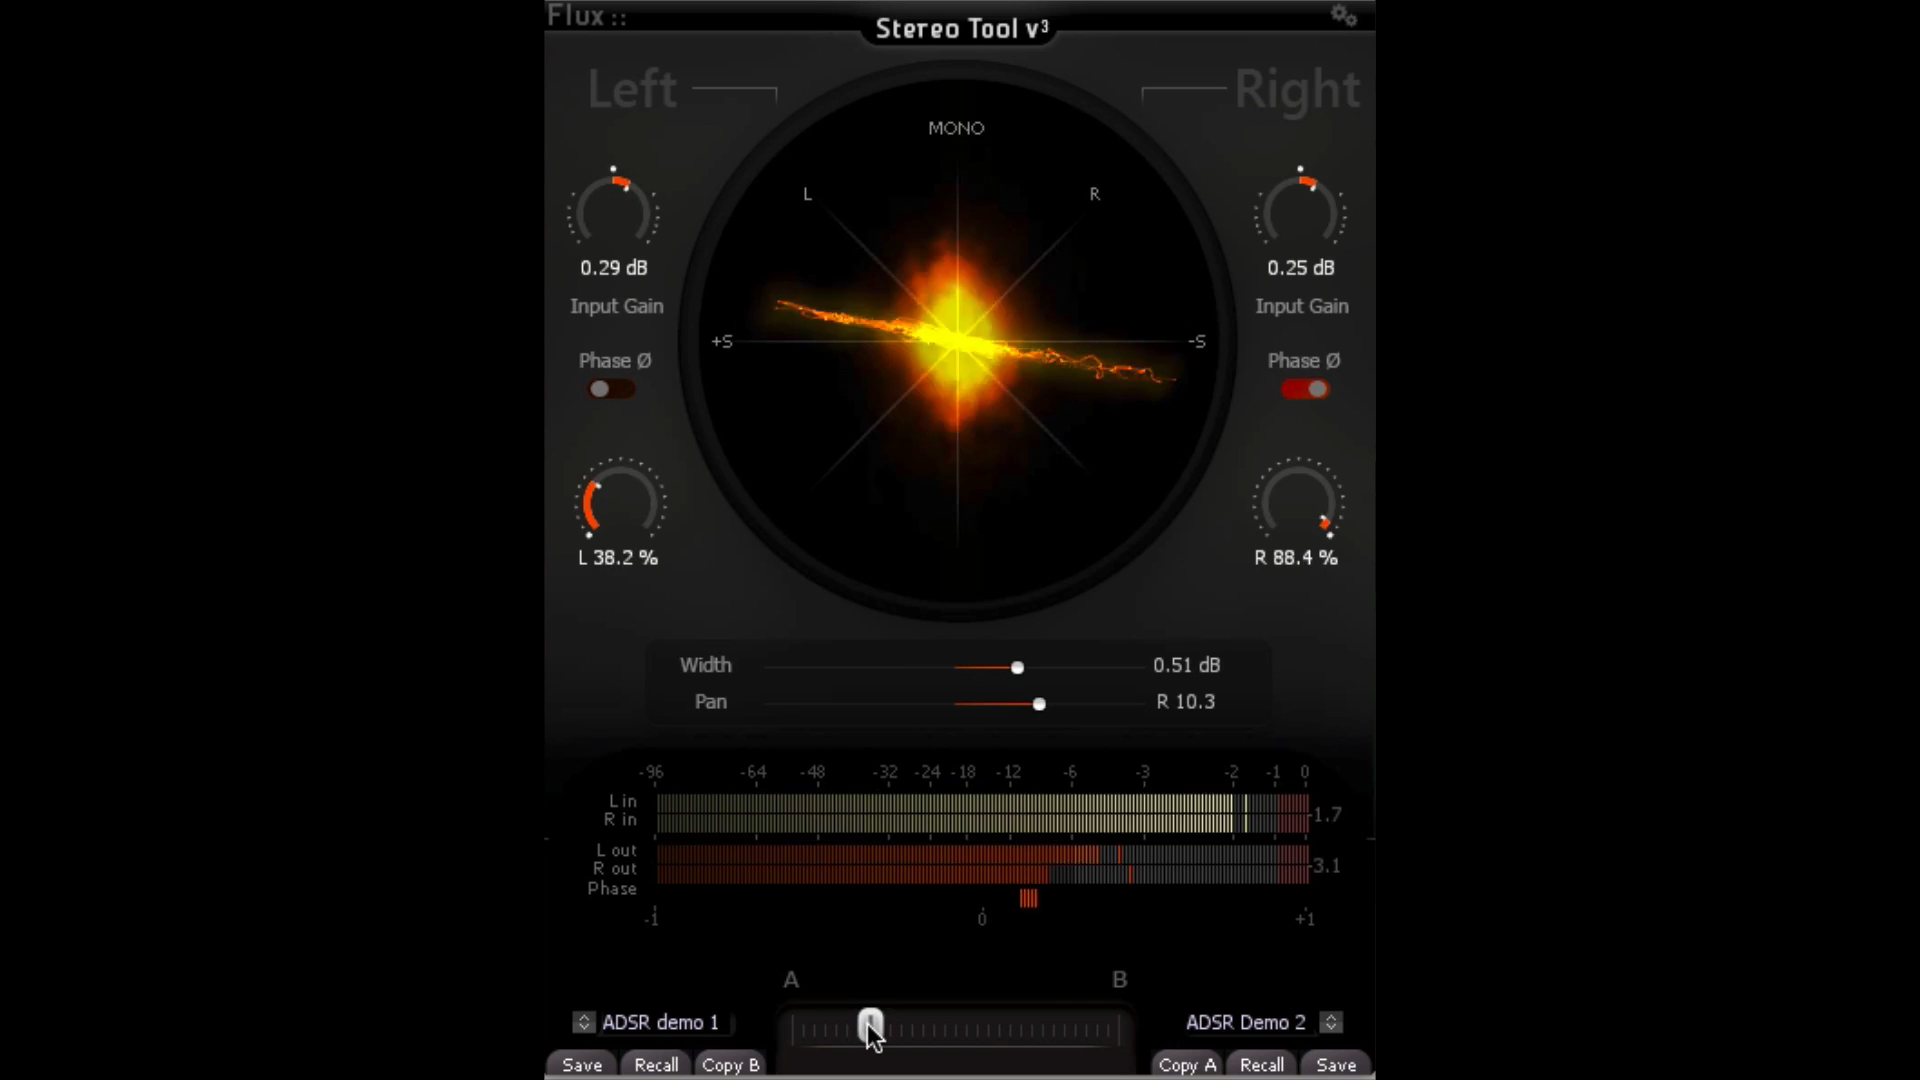 Flux ::
Stereo Tool v3
Left
Right
MONO
L
R
+S
-S
0.29 dB
Input Gain
Phase Ø
L 38.2 %
0.25 dB
Input Gain
Phase Ø
R 88.4 %
Width
0.51 dB
Pan
R 10.3
-96 -64 -48 -32 -24 -18 -12 -6 -3 -2 -1 0
L in
R in
-1.7
L out
R out
-3.1
Phase
-1 0 +1
A
B
ADSR demo 1
ADSR Demo 2
Save Recall Copy B
Copy A Recall Save